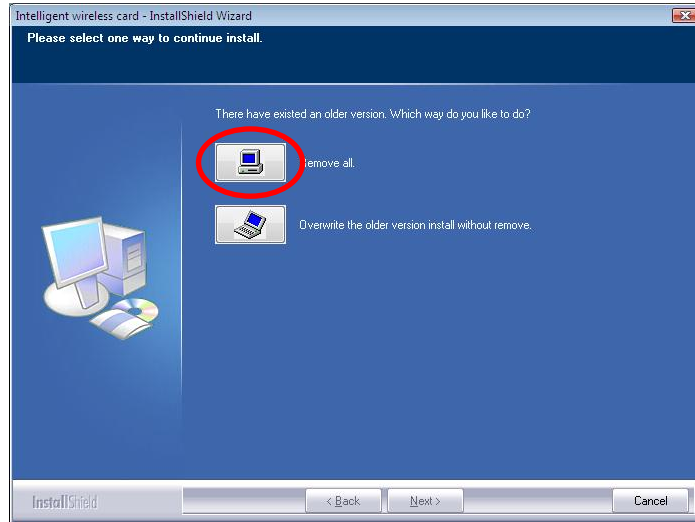 Intelligent wireless card - InstallShield Wizard
Please select one way to continue install.
There have existed an older version. Which way do you like to do?
Remove all.
Overwrite the older version install without remove.
InstallShield
< Back
Next >
Cancel